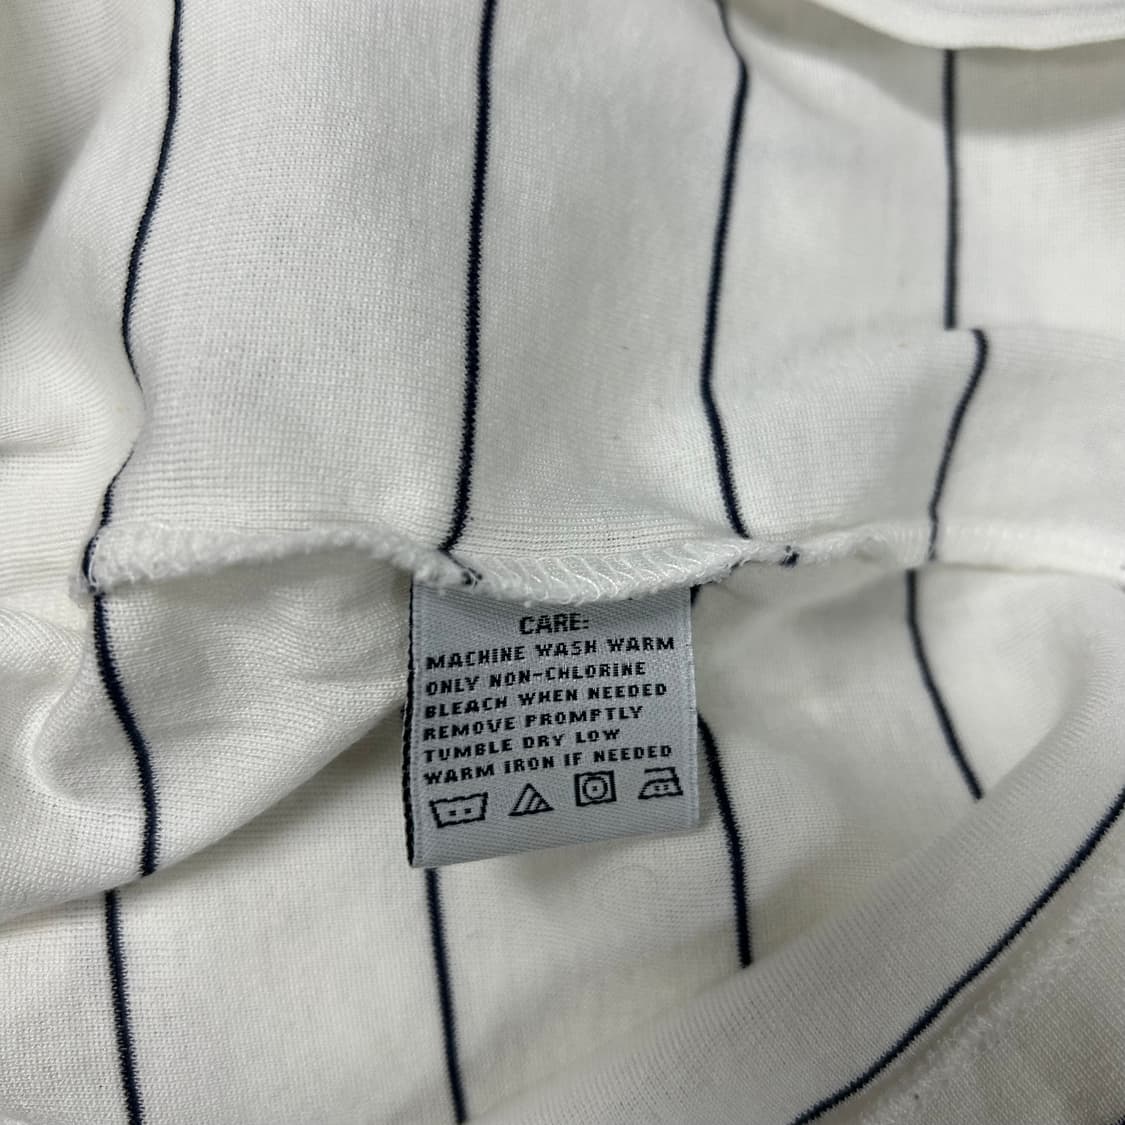 CARE:
MACHINE WASH WARM
ONLY NON-CHLORINE
BLEACH WHEN NEEDED
REMOVE PROMPTLY
TUMBLE DRY LOW
WARM IRON IF NEEDED